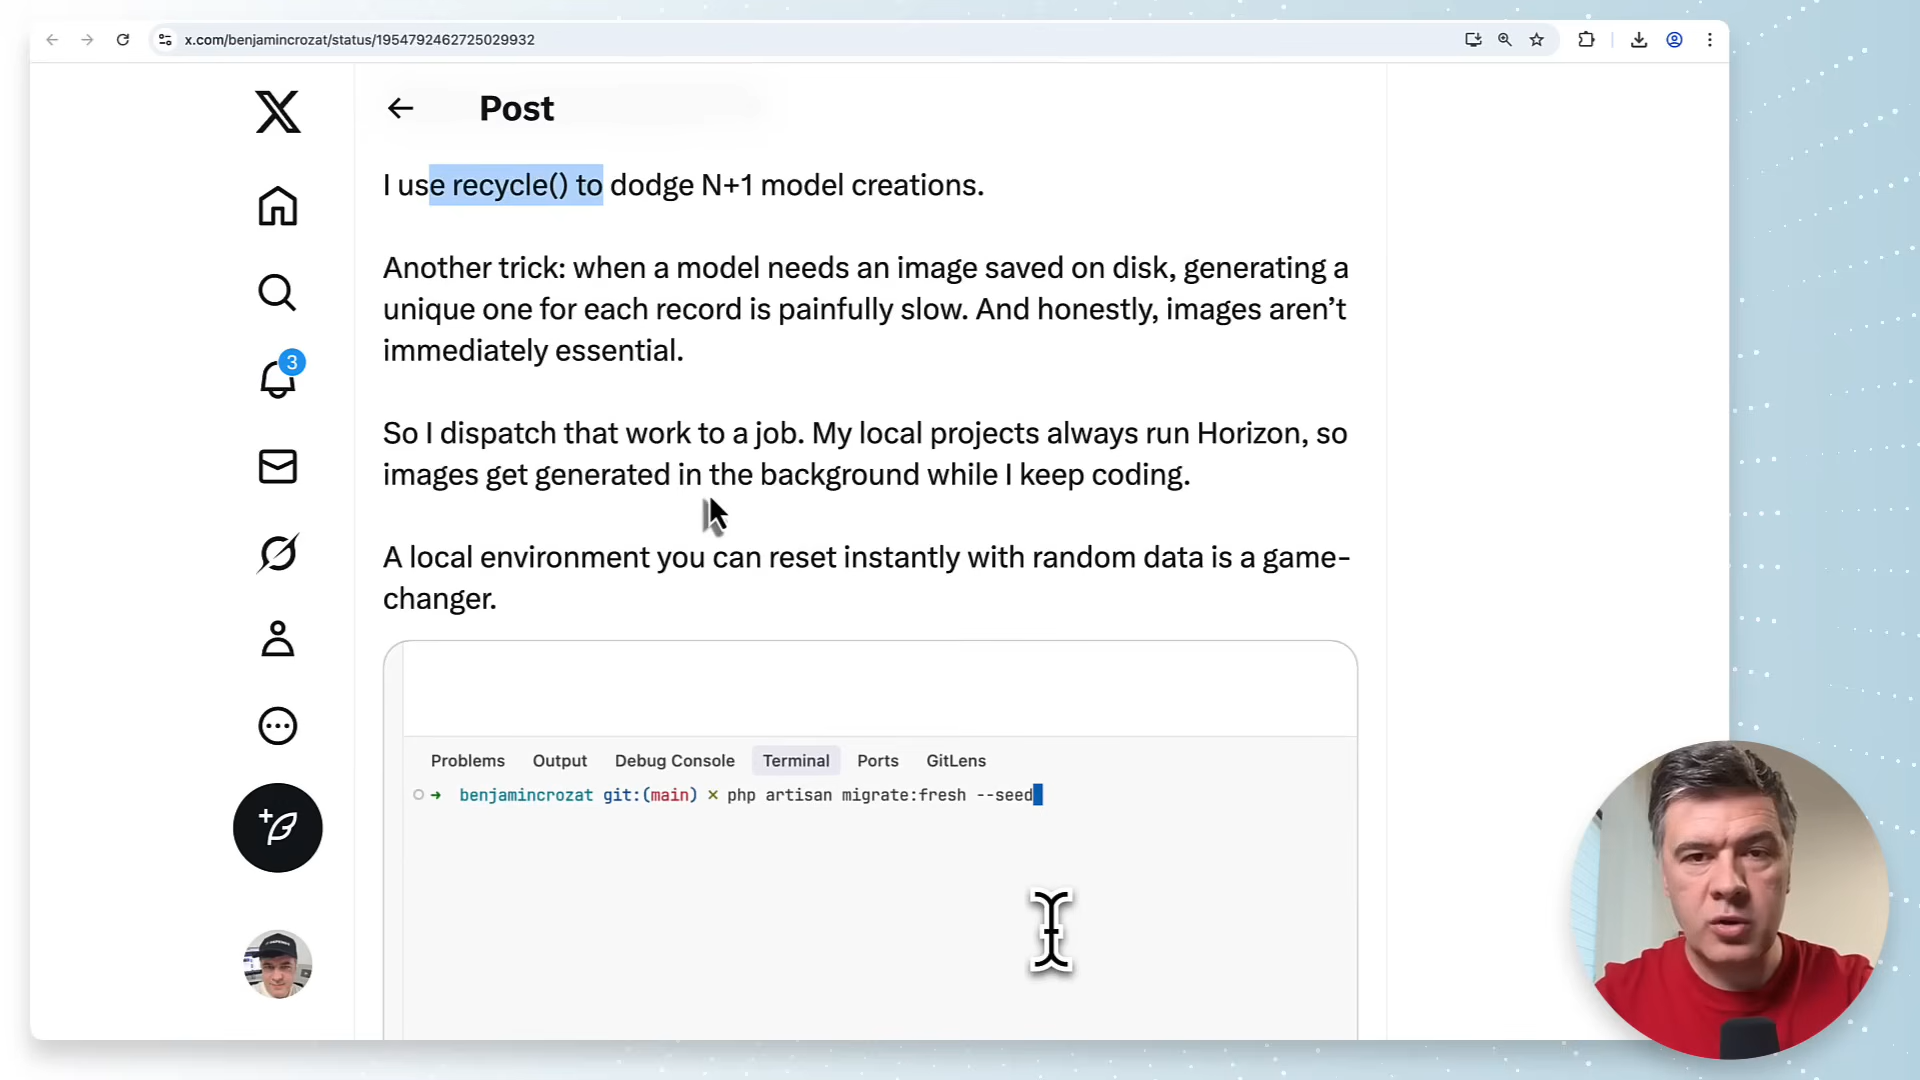 x.com/benjamincrozat/status/1954792462725029932
Post
I use recycle() to dodge N+1 model creations.
Another trick: when a model needs an image saved on disk, generating a
unique one for each record is painfully slow. And honestly, images aren’t
immediately essential.
So I dispatch that work to a job. My local projects always run Horizon, so
images get generated in the background while I keep coding.
A local environment you can reset instantly with random data is a game-
changer.
3
Problems Output Debug Console Terminal Ports GitLens
benjamincrozat git:(main) ✗ php artisan migrate:fresh --seed